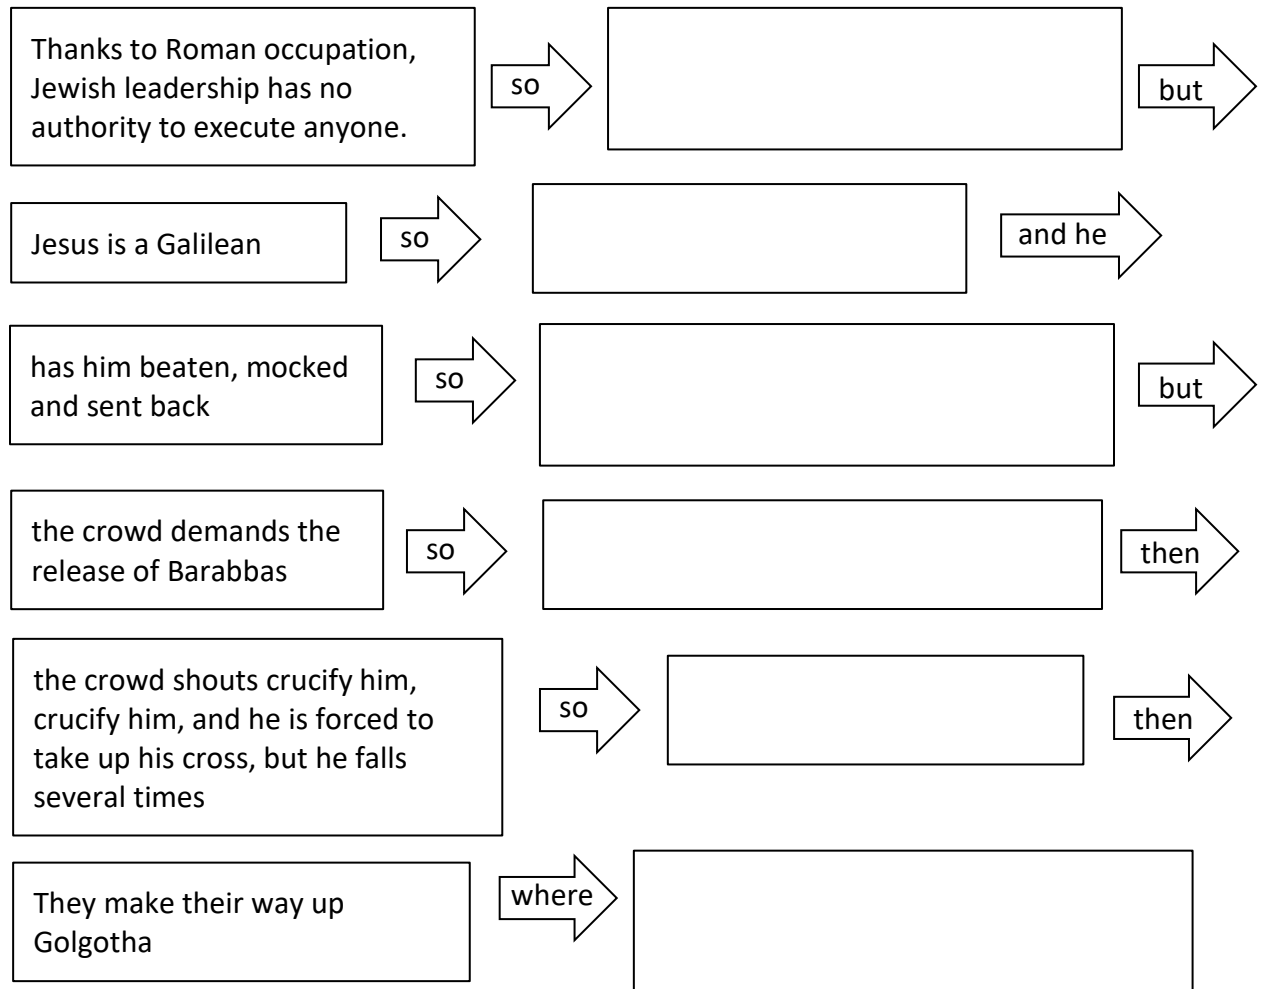 Thanks to Roman occupation,
Jewish leadership has no
authority to execute anyone.
so
but
Jesus is a Galilean
so
and he
has him beaten, mocked
and sent back
so
but
the crowd demands the
release of Barabbas
so
then
the crowd shouts crucify him,
crucify him, and he is forced to
take up his cross, but he falls
several times
so
then
They make their way up
Golgotha
where